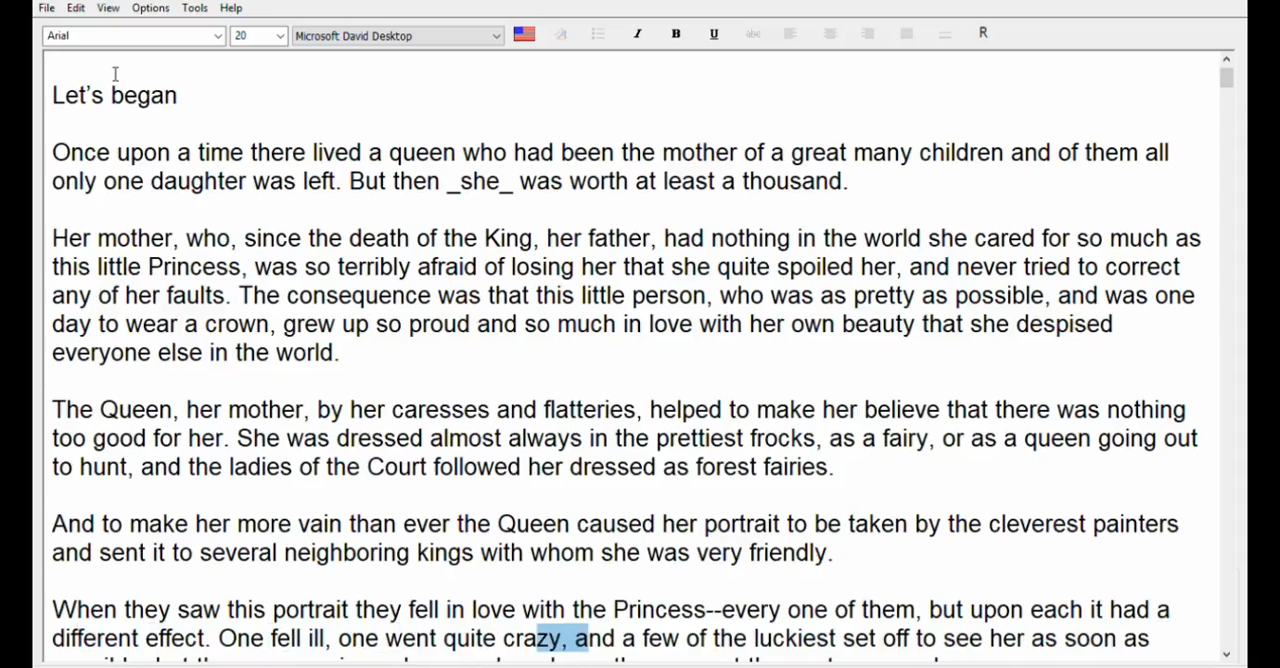 File Edit View Options Tools Help
Arial 20 Microsoft David Desktop I B U abc R
Let's began
Once upon a time there lived a queen who had been the mother of a great many children and of them all
only one daughter was left. But then _she_ was worth at least a thousand.
Her mother, who, since the death of the King, her father, had nothing in the world she cared for so much as
this little Princess, was so terribly afraid of losing her that she quite spoiled her, and never tried to correct
any of her faults. The consequence was that this little person, who was as pretty as possible, and was one
day to wear a crown, grew up so proud and so much in love with her own beauty that she despised
everyone else in the world.
The Queen, her mother, by her caresses and flatteries, helped to make her believe that there was nothing
too good for her. She was dressed almost always in the prettiest frocks, as a fairy, or as a queen going out
to hunt, and the ladies of the Court followed her dressed as forest fairies.
And to make her more vain than ever the Queen caused her portrait to be taken by the cleverest painters
and sent it to several neighboring kings with whom she was very friendly.
When they saw this portrait they fell in love with the Princess--every one of them, but upon each it had a
different effect. One fell ill, one went quite crazy, and a few of the luckiest set off to see her as soon as